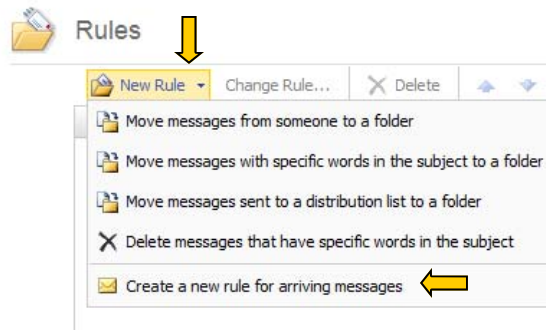 Rules
New Rule Change Rule... Delete
Move messages from someone to a folder
Move messages with specific words in the subject to a folder
Move messages sent to a distribution list to a folder
Delete messages that have specific words in the subject
Create a new rule for arriving messages